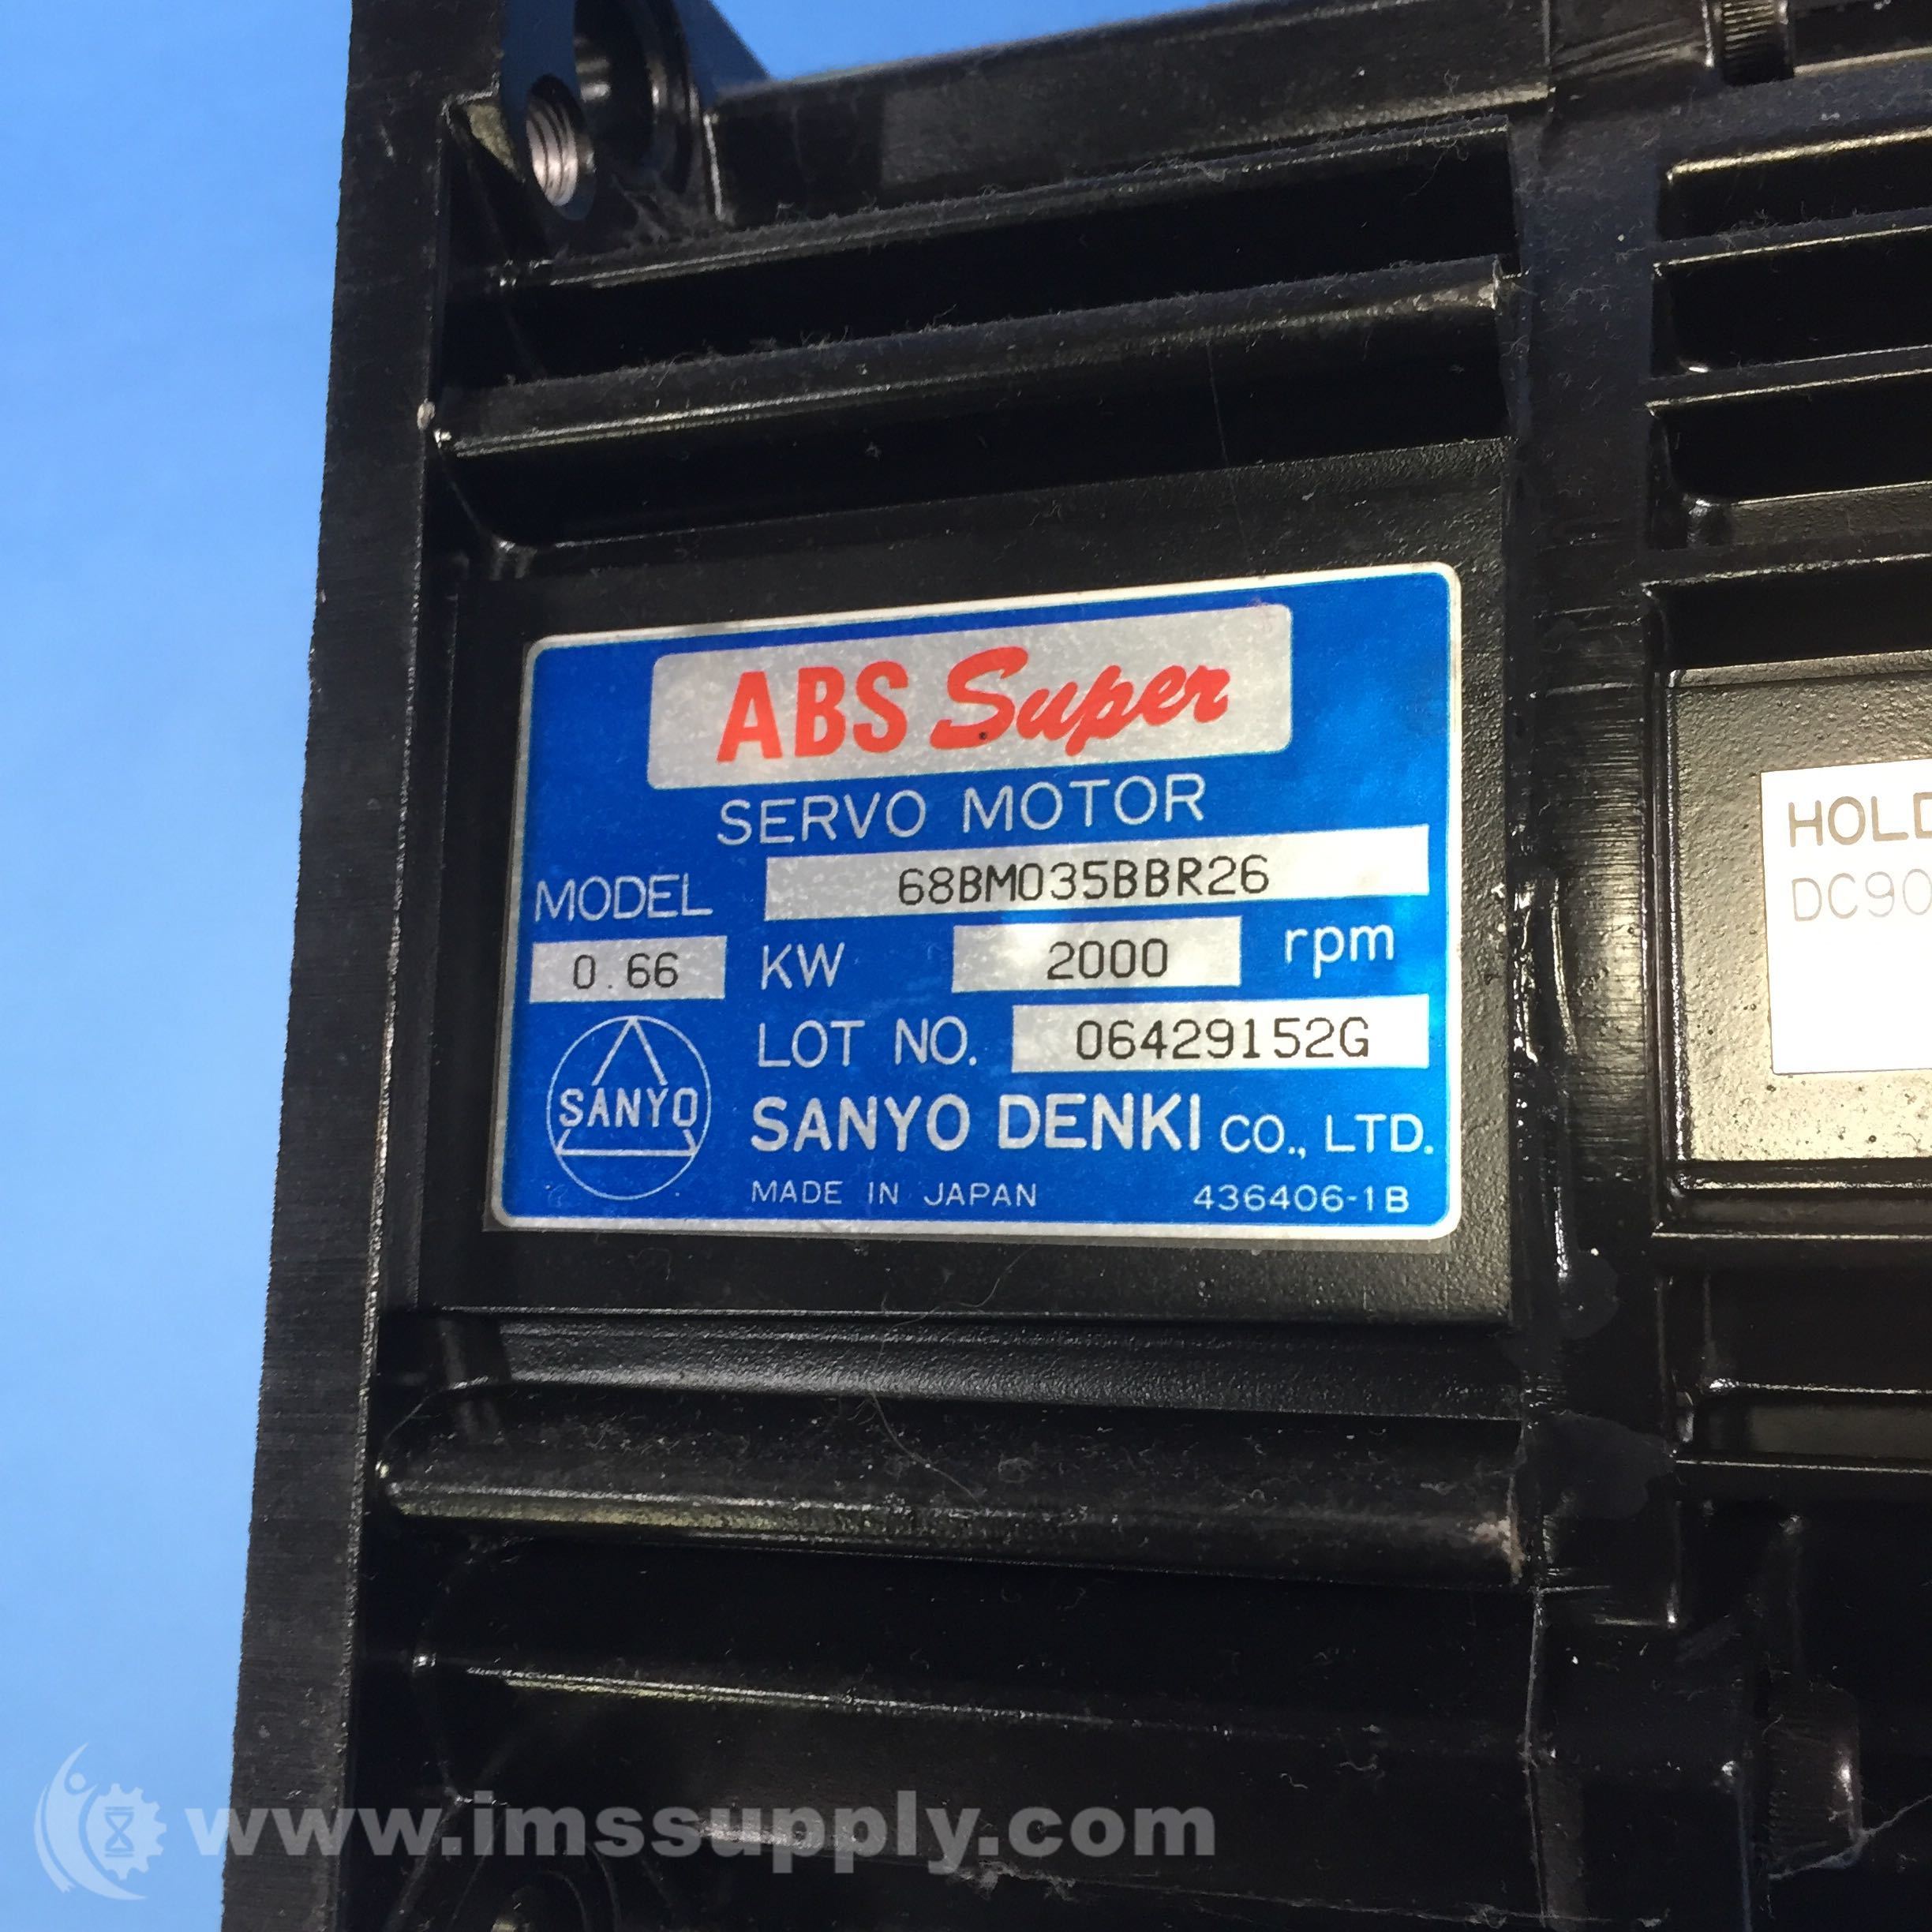 ABS Super
SERVO MOTOR
MODEL 68BM035BBR26
0.66 KW 2000 rpm
LOT NO. 06429152G
SANYO
SANYO DENKI CO., LTD.
MADE IN JAPAN 436406-1B
HOLD
DC90
www.imssupply.com